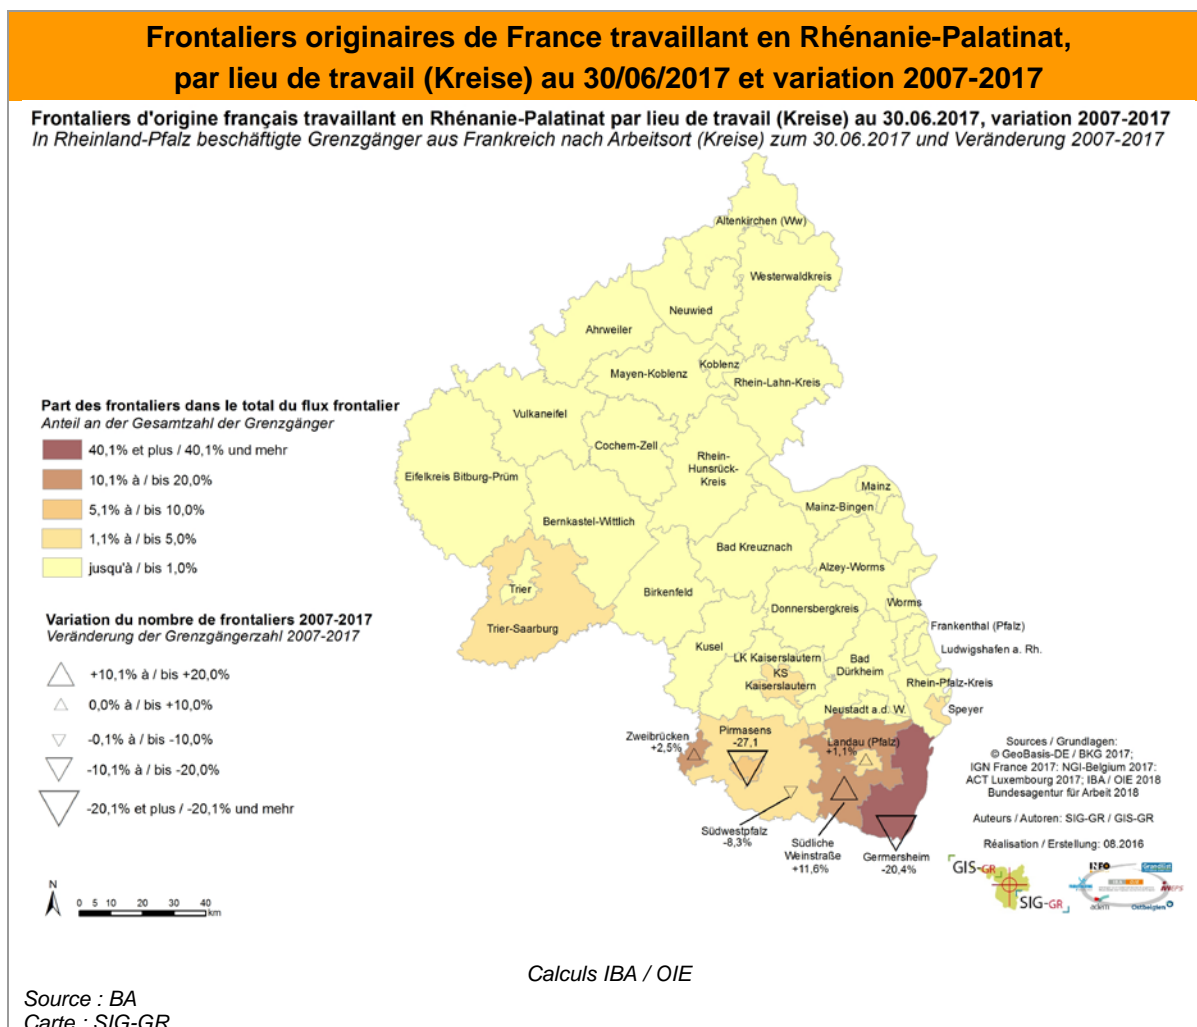 Frontaliers originaires de France travaillant en Rhénanie-Palatinat,
par lieu de travail (Kreise) au 30/06/2017 et variation 2007-2017
Frontaliers d'origine français travaillant en Rhénanie-Palatinat par lieu de travail (Kreise) au 30.06.2017, variation 2007-2017
In Rheinland-Pfalz beschäftigte Grenzgänger aus Frankreich nach Arbeitsort (Kreise) zum 30.06.2017 und Veränderung 2007-2017
Altenkirchen (Ww)
Westerwaldkreis
Neuwied
Ahrweiler
Koblenz
Mayen-Koblenz
Rhein-Lahn-Kreis
Vulkaneifel
Cochem-Zell
Rhein-
Hunsrück-
Kreis
Eifelkreis Bitburg-Prüm
Mainz
Mainz-Bingen
Bernkastel-Wittlich
Bad Kreuznach
Alzey-Worms
Trier
Birkenfeld
Donnersbergkreis
Worms
Trier-Saarburg
Frankenthal (Pfalz)
Kusel
Ludwigshafen a. Rh.
LK Kaiserslautern
KS
Kaiserslautern
Bad
Dürkheim
Rhein-Pfalz-Kreis
Neustadt a.d. W.
Speyer
Zweibrücken
+2,5%
Pirmasens
-27,1
Landau (Pfalz)
+1,1%
Südwestpfalz
-8,3%
Südliche
Weinstraße
+11,6%
Germersheim
-20,4%
Part des frontaliers dans le total du flux frontalier
Anteil an der Gesamtzahl der Grenzgänger
40,1% et plus / 40,1% und mehr
10,1% à / bis 20,0%
5,1% à / bis 10,0%
1,1% à / bis 5,0%
jusqu'à / bis 1,0%
Variation du nombre de frontaliers 2007-2017
Veränderung der Grenzgängerzahl 2007-2017
+10,1% à / bis +20,0%
0,0% à / bis +10,0%
-0,1% à / bis -10,0%
-10,1% à / bis -20,0%
-20,1% et plus / -20,1% und mehr
N
0 5 10 20 30 40
km
Sources / Grundlagen:
© GeoBasis-DE / BKG 2017;
IGN France 2017: NGI-Belgium 2017:
ACT Luxembourg 2017; IBA / OIE 2018
Bundesagentur für Arbeit 2018
Auteurs / Autoren: SIG-GR / GIS-GR
Réalisation / Erstellung: 08.2016
GIS-GR
SIG-GR
INFO
adem
Ostbelgien
Calculs IBA / OIE
Source : BA
Carte : SIG-GR